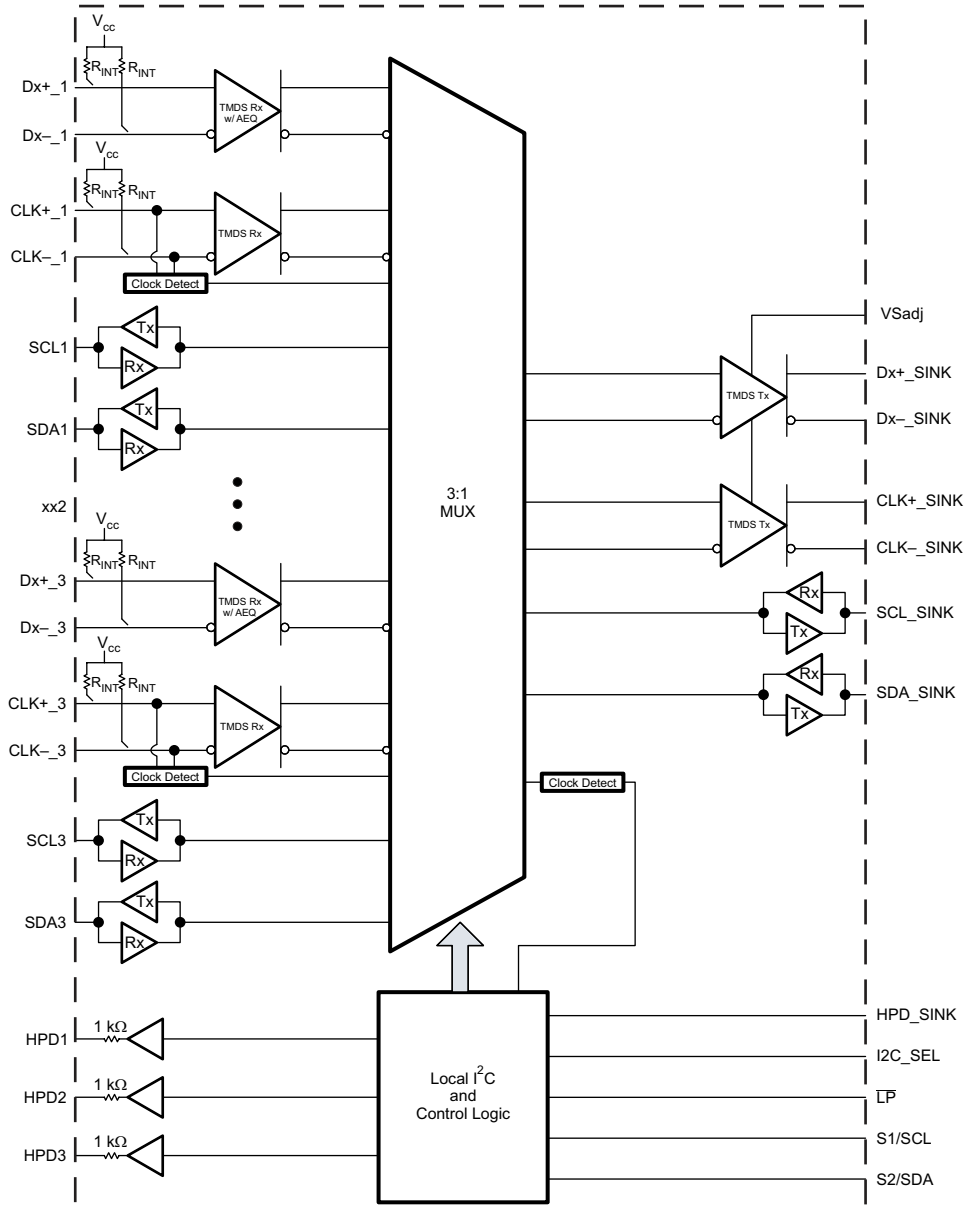 Vcc
RINT RINT
Dx+_1
TMDS Rx
w/ AEQ
Dx–_1
Vcc
RINT RINT
CLK+_1
TMDS Rx
CLK–_1
Clock Detect
Tx
SCL1
Rx
Tx
SDA1
Rx
xx2
Vcc
RINT RINT
Dx+_3
TMDS Rx
w/ AEQ
Dx–_3
Vcc
RINT RINT
CLK+_3
TMDS Rx
CLK–_3
Clock Detect
Tx
SCL3
Rx
Tx
SDA3
Rx
3:1
MUX
VSadj
Dx+_SINK
TMDS Tx
Dx–_SINK
CLK+_SINK
TMDS Tx
CLK–_SINK
Rx
SCL_SINK
Tx
Rx
SDA_SINK
Tx
Clock Detect
HPD1
1 kΩ
HPD2
1 kΩ
HPD3
1 kΩ
Local I²C
and
Control Logic
HPD_SINK
I2C_SEL
L̅P̅
S1/SCL
S2/SDA